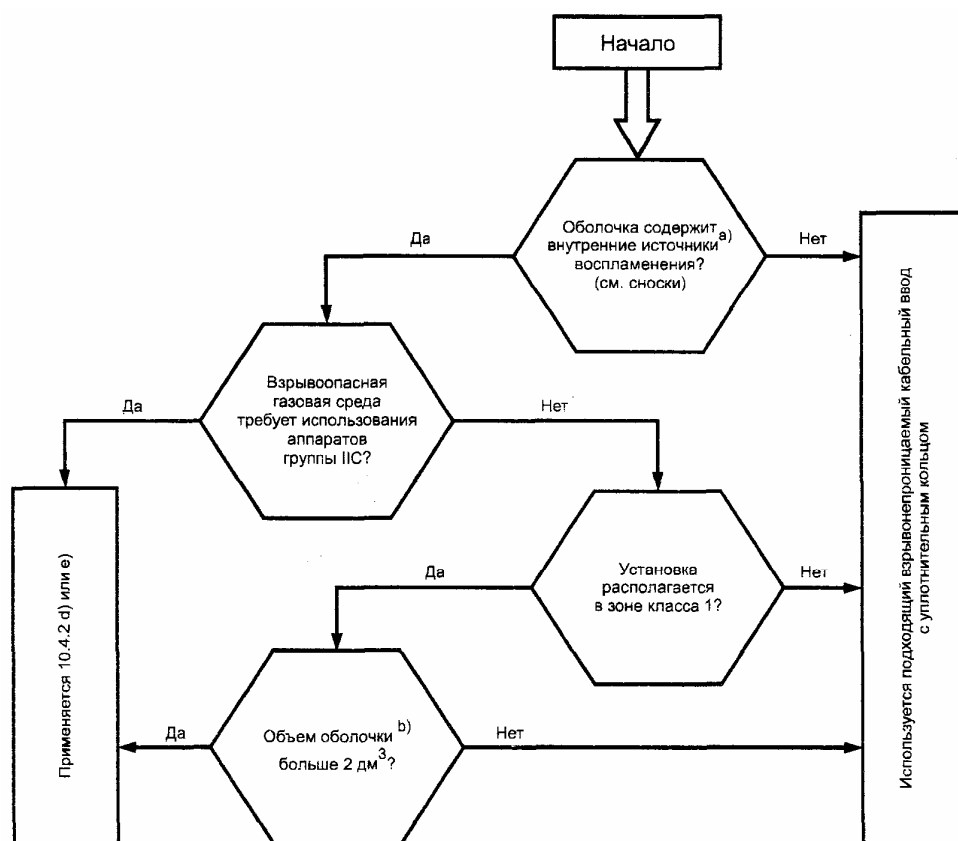 Начало
Оболочка содержит
внутренние источники a)
воспламенения?
(см. сноски)
Да
Нет
Взрывоопасная
газовая среда
требует использования
аппаратов
группы IIC?
Да
Нет
Установка
располагается
в зоне класса 1?
Да
Нет
Объем оболочки b)
больше 2 дм3?
Да
Нет
Применяется 10.4.2 d) или e)
Используется подходящий взрывонепроницаемый кабельный ввод
с уплотнительным кольцом